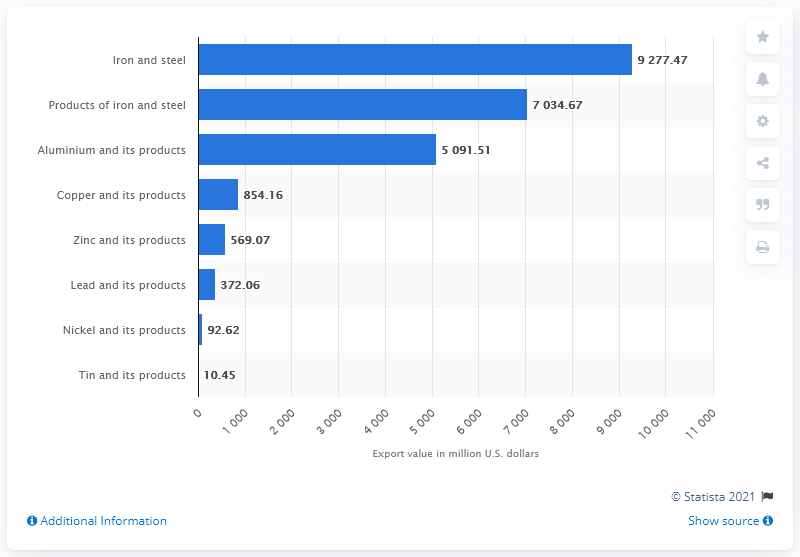 Iron and steel 9 277.47
Products of iron and steel 7 034.67
Aluminium and its products 5 091.51
Copper and its products 854.16
Zinc and its products 569.07
Lead and its products 372.06
Nickel and its products 92.62
Tin and its products 10.45
0 1 000 2 000 3 000 4 000 5 000 6 000 7 000 8 000 9 000 10 000 11 000
Export value in million U.S. dollars
© Statista 2021
Additional Information Show source